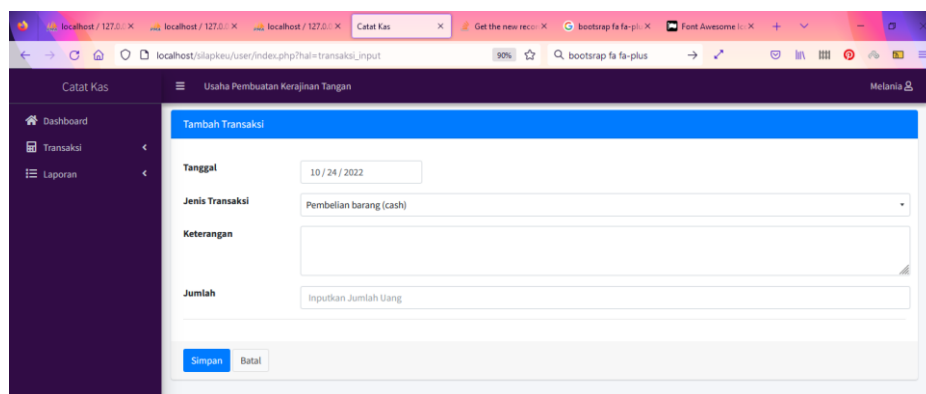 localhost / 127.0.0 localhost / 127.0.0 localhost / 127.0.0 Catat Kas Get the new recor bootsrap fa fa-plu Font Awesome Ic
localhost/silapkeu/user/index.php?hal=transaksi_input 90% bootsrap fa fa-plus
Catat Kas Usaha Pembuatan Kerajinan Tangan Melania
Dashboard
Tambah Transaksi
Transaksi
Laporan
Tanggal 10 / 24 / 2022
Jenis Transaksi Pembelian barang (cash)
Keterangan
Jumlah Inputkan Jumlah Uang
Simpan Batal